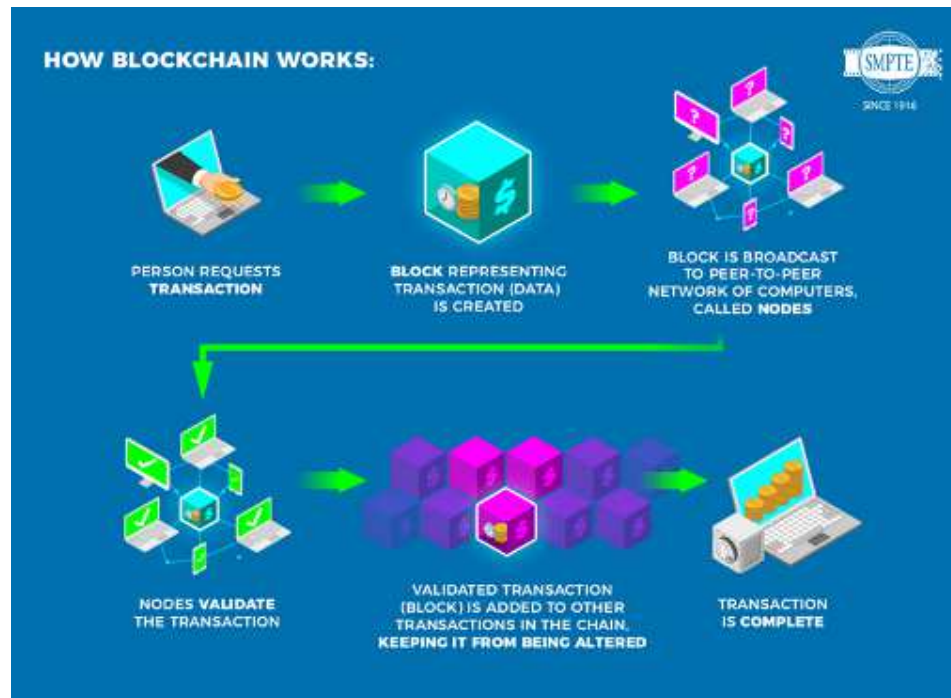 HOW BLOCKCHAIN WORKS:
SMPTE
SINCE 1916
PERSON REQUESTS
TRANSACTION
BLOCK REPRESENTING
TRANSACTION (DATA)
IS CREATED
BLOCK IS BROADCAST
TO PEER-TO-PEER
NETWORK OF COMPUTERS,
CALLED NODES
NODES VALIDATE
THE TRANSACTION
VALIDATED TRANSACTION
(BLOCK) IS ADDED TO OTHER
TRANSACTIONS IN THE CHAIN,
KEEPING IT FROM BEING ALTERED
TRANSACTION
IS COMPLETE